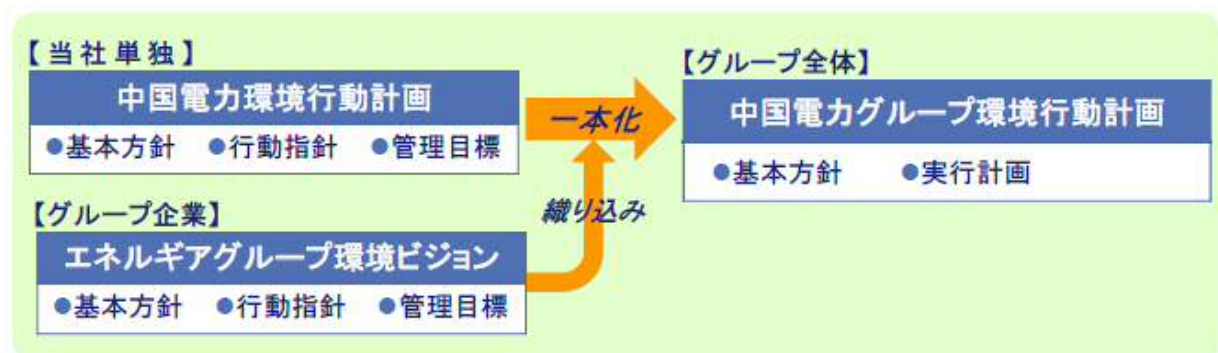 【当社単独】
中国電力環境行動計画
●基本方針 ●行動指針 ●管理目標
【グループ企業】
エネルギアグループ環境ビジョン
●基本方針 ●行動指針 ●管理目標
一本化
織り込み
【グループ全体】
中国電力グループ環境行動計画
●基本方針 ●実行計画